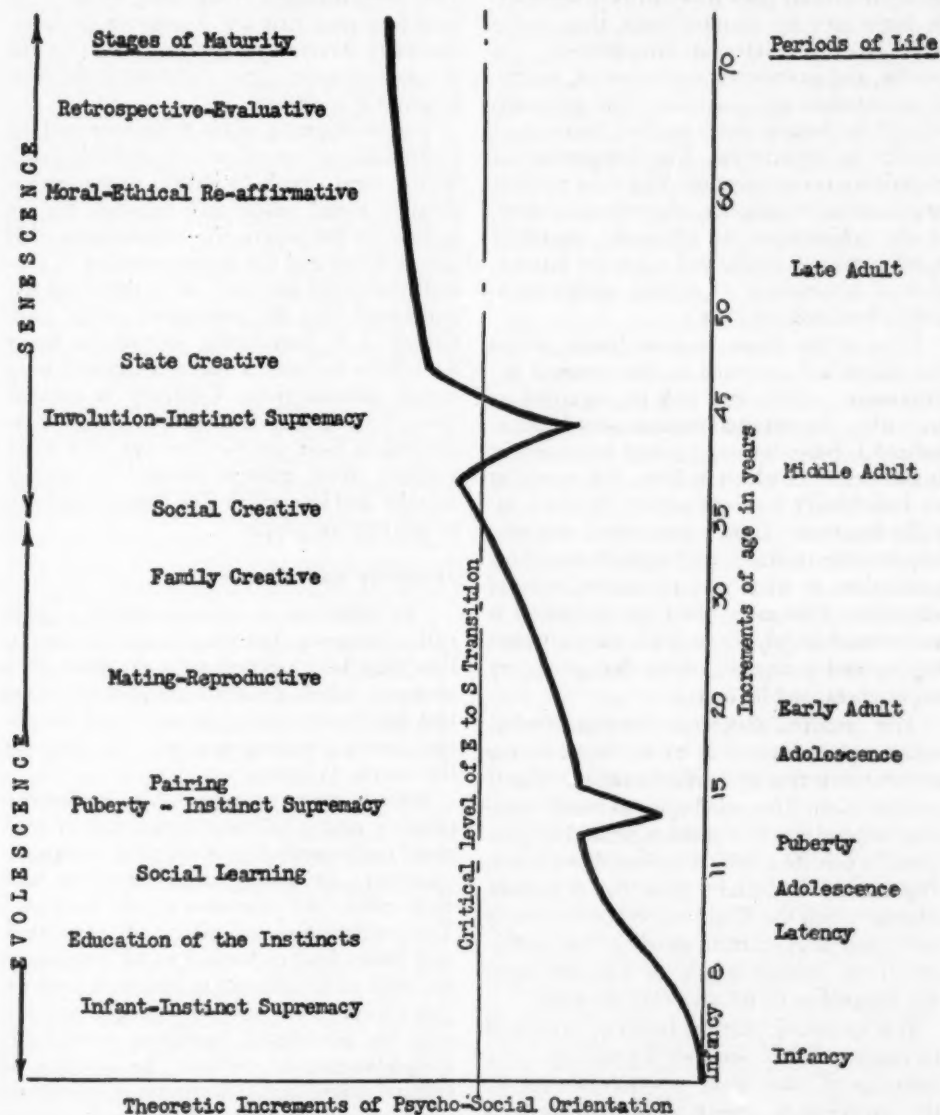 Stages of Maturity
Periods of Life
Retrospective-Evaluative
Moral-Ethical Re-affirmative
State Creative
Involution-Instinct Supremacy
Social Creative
Family Creative
Mating-Reproductive
Pairing
Puberty - Instinct Supremacy
Social Learning
Education of the Instincts
Infant-Instinct Supremacy
SENESCENCE
EVOLESCENCE
Critical level of E to S Transition
70
60
50
45
35
30
20
15
11
8
Infancy
Increments of age in years
Late Adult
Middle Adult
Early Adult
Adolescence
Puberty
Adolescence
Latency
Infancy
Theoretic Increments of Psycho-Social Orientation